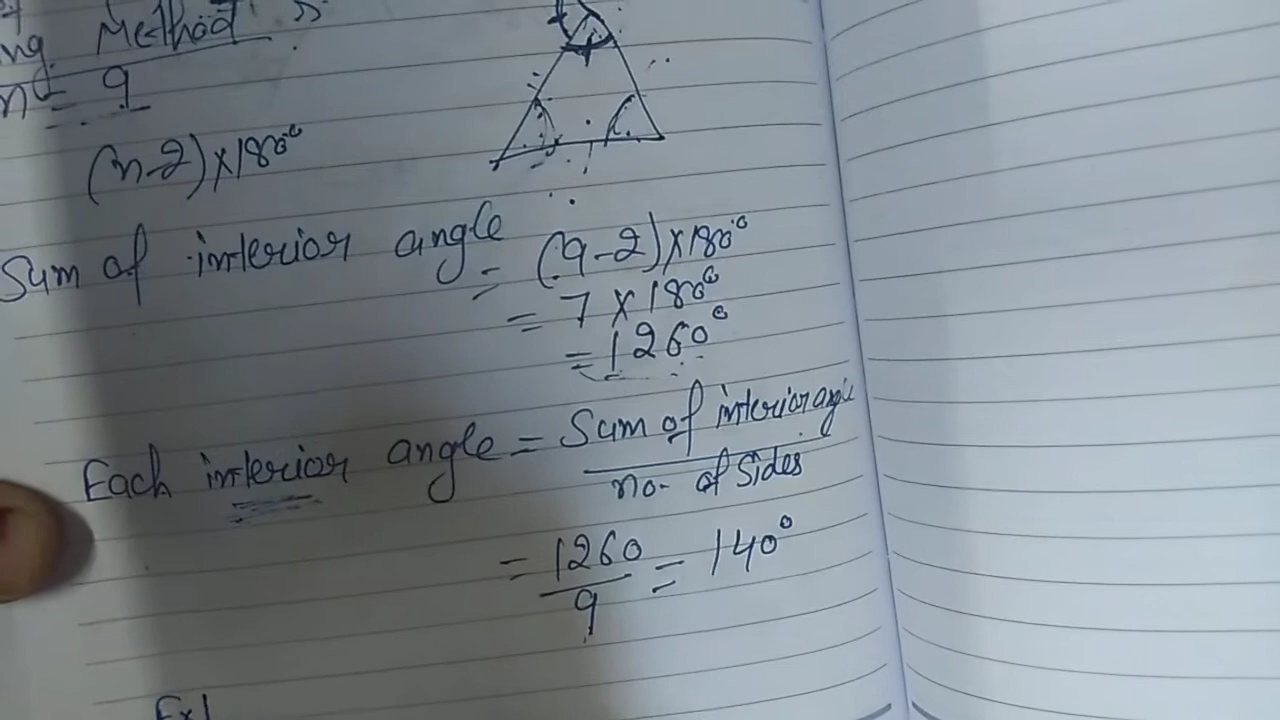 ng Method
n = 9
(n-2)×180°
Sum of interior angle = (9-2)×180°
= 7 × 180°
= 1260°
Each interior angle = Sum of interior angle
no. of sides
= 1260/9 = 140°